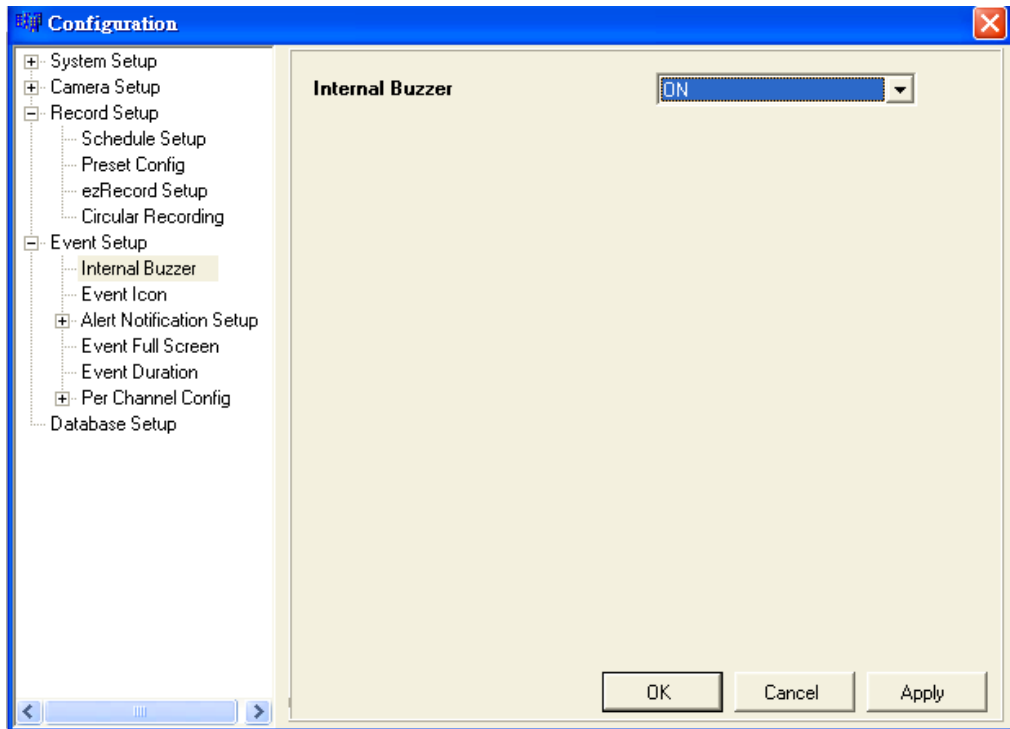 Configuration
System Setup
Camera Setup
Record Setup
Schedule Setup
Preset Config
ezRecord Setup
Circular Recording
Event Setup
Internal Buzzer
Event Icon
Alert Notification Setup
Event Full Screen
Event Duration
Per Channel Config
Database Setup
Internal Buzzer ON
OK Cancel Apply